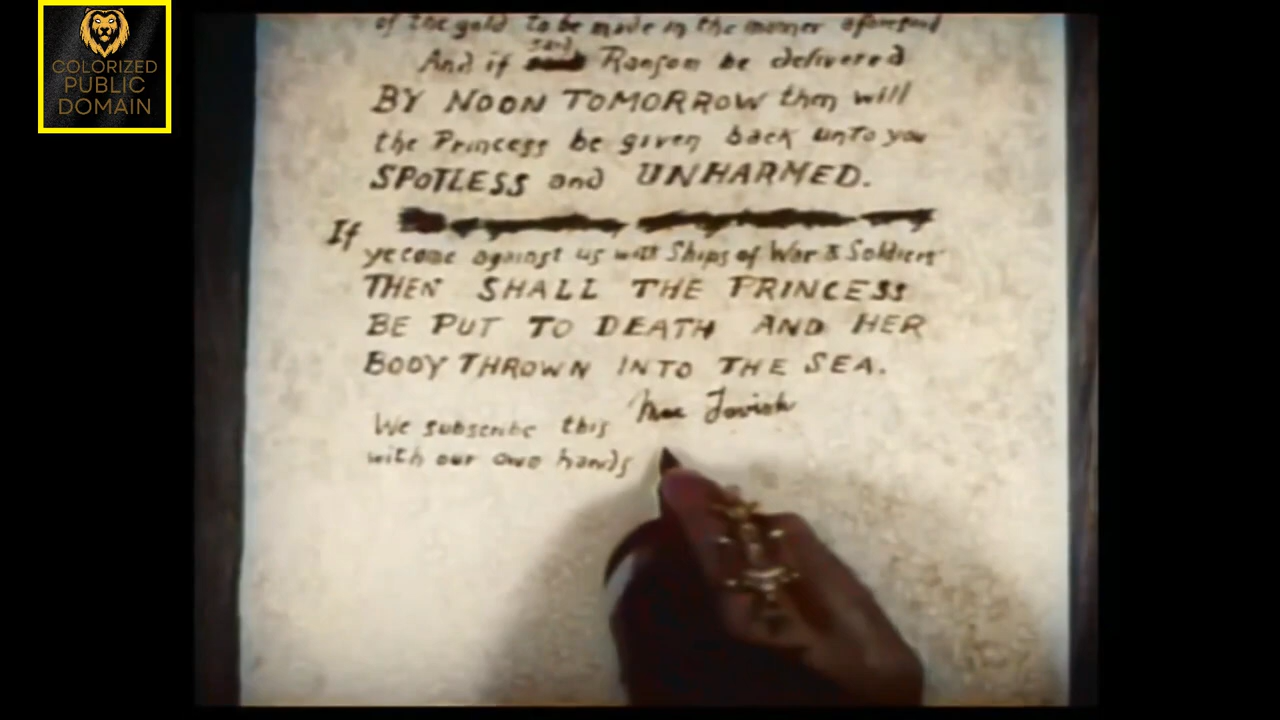 COLORIZED
PUBLIC
DOMAIN
of the gold to be made in the manner aforesaid
said
And if Ransom be delivered
BY NOON TOMORROW then will
the Princess be given back unto you
SPOTLESS and UNHARMED.
If
ye come against us with Ships of War & Soldiers
THEN SHALL THE PRINCESS
BE PUT TO DEATH AND HER
BODY THROWN INTO THE SEA.
Mac Tavish
We subscribe this
with our own hands